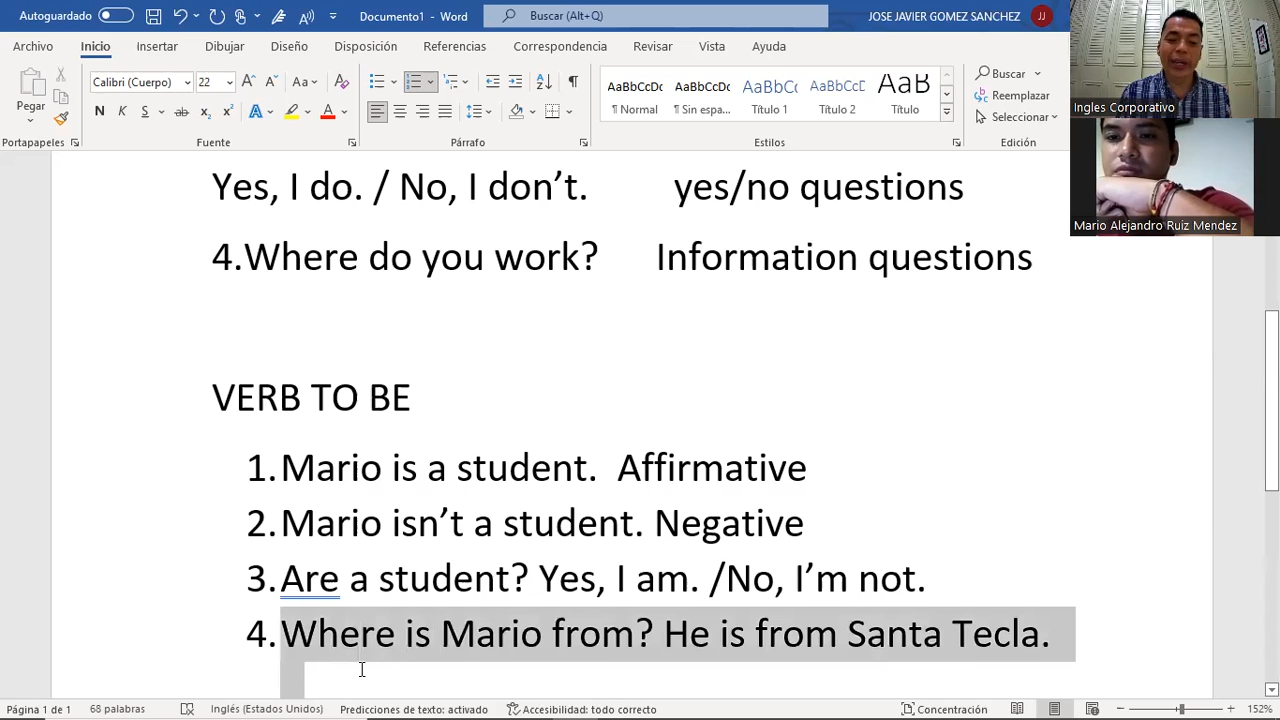 Autoguardado
Documento1 - Word
Buscar (Alt+Q)
JOSE JAVIER GOMEZ SANCHEZ
JJ
Archivo
Inicio
Insertar
Dibujar
Diseño
Disposición
Referencias
Correspondencia
Revisar
Vista
Ayuda
Pegar
Portapapeles
Calibri (Cuerpo)
22
Fuente
Párrafo
AaBbCcDc
¶ Normal
AaBbCcDc
¶ Sin espa...
AaBbCc
Título 1
AaBbCcD
Título 2
AaB
Título
Estilos
Buscar
Reemplazar
Seleccionar
Edición
Ingles Corporativo
Mario Alejandro Ruiz Mendez
Yes, I do. / No, I don’t. yes/no questions
4.Where do you work? Information questions
VERB TO BE
1. Mario is a student. Affirmative
2. Mario isn’t a student. Negative
3. Are a student? Yes, I am. /No, I’m not.
4. Where is Mario from? He is from Santa Tecla.
Página 1 de 1
68 palabras
Inglés (Estados Unidos)
Predicciones de texto: activado
Accesibilidad: todo correcto
Concentración
152%